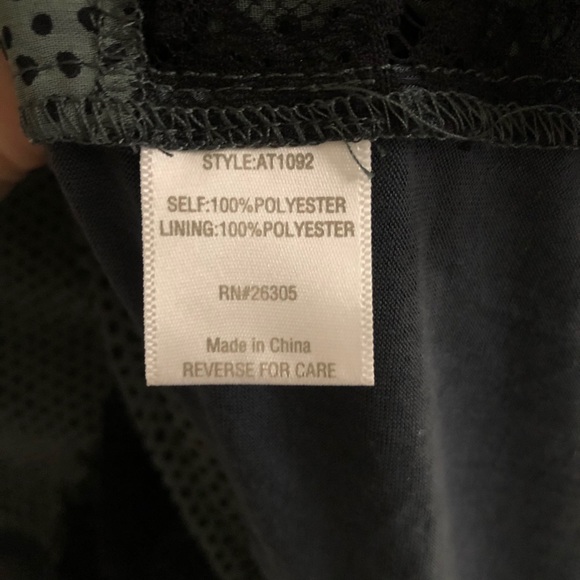 STYLE:AT1092
SELF:100%POLYESTER
LINING:100%POLYESTER
RN#26305
Made in China
REVERSE FOR CARE